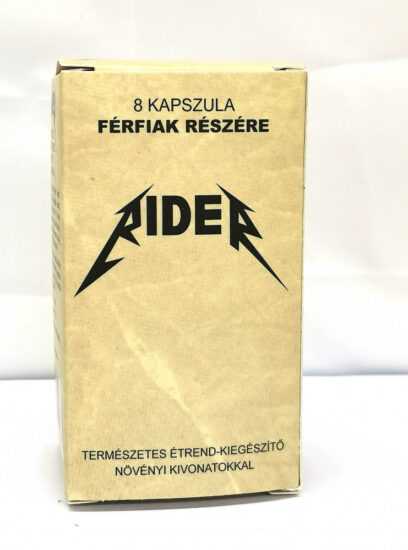 8 KAPSZULA
FÉRFIAK RÉSZÉRE
RIDER
TERMÉSZETES ÉTREND-KIEGÉSZÍTŐ
NÖVÉNYI KIVONATOKKAL